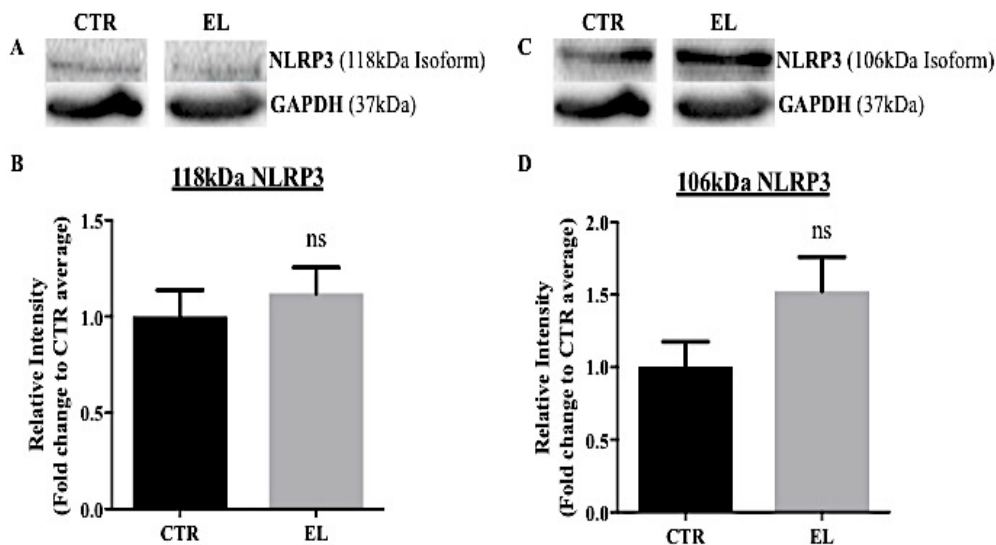 CTR EL
A
NLRP3 (118kDa Isoform)
GAPDH (37kDa)
B
118kDa NLRP3
Relative Intensity
(Fold change to CTR average)
1.5
1.0
0.5
0.0
ns
CTR EL
CTR EL
C
NLRP3 (106kDa Isoform)
GAPDH (37kDa)
D
106kDa NLRP3
Relative Intensity
(Fold change to CTR average)
2.0
1.5
1.0
0.5
0.0
ns
CTR EL